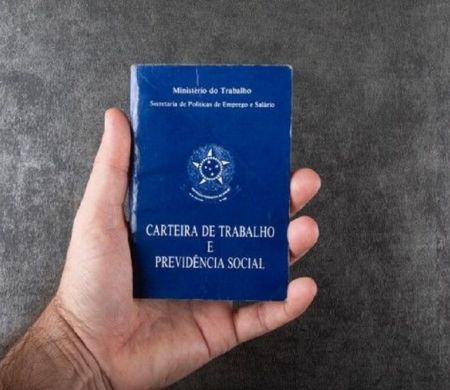 Ministério do Trabalho
Secretaria de Políticas de Emprego e Salário
CARTEIRA DE TRABALHO
E
PREVIDÊNCIA SOCIAL